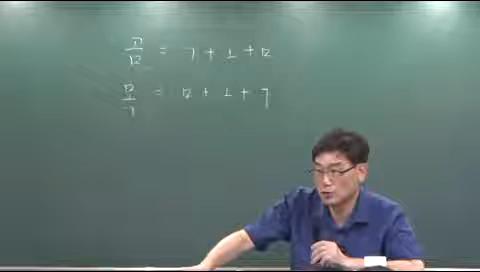 곰 = ㄱ + ㅗ + ㅁ
목 = ㅁ + ㅗ + ㄱ